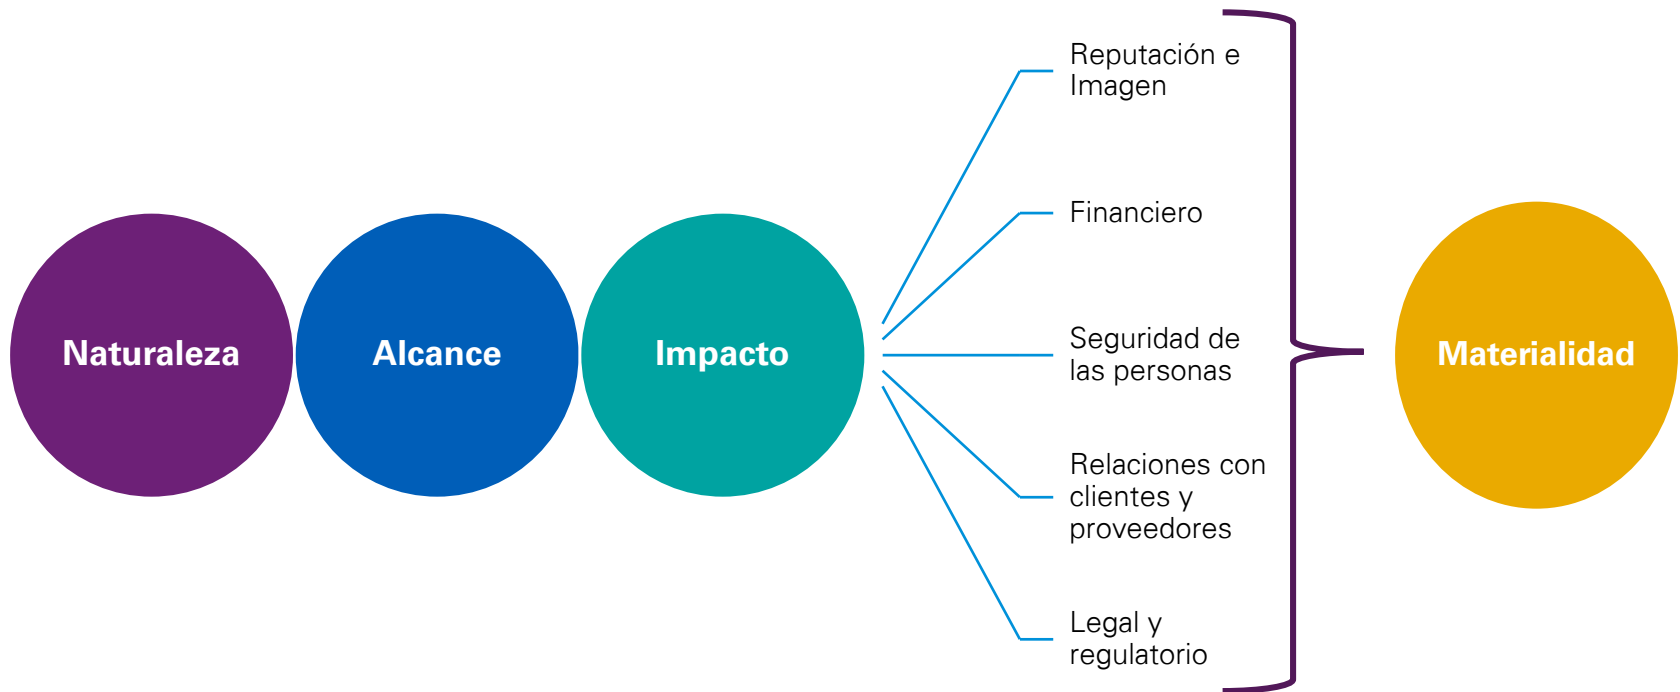 Naturaleza
Alcance
Impacto
Reputación e
Imagen
Financiero
Seguridad de
las personas
Relaciones con
clientes y
proveedores
Legal y
regulatorio
Materialidad